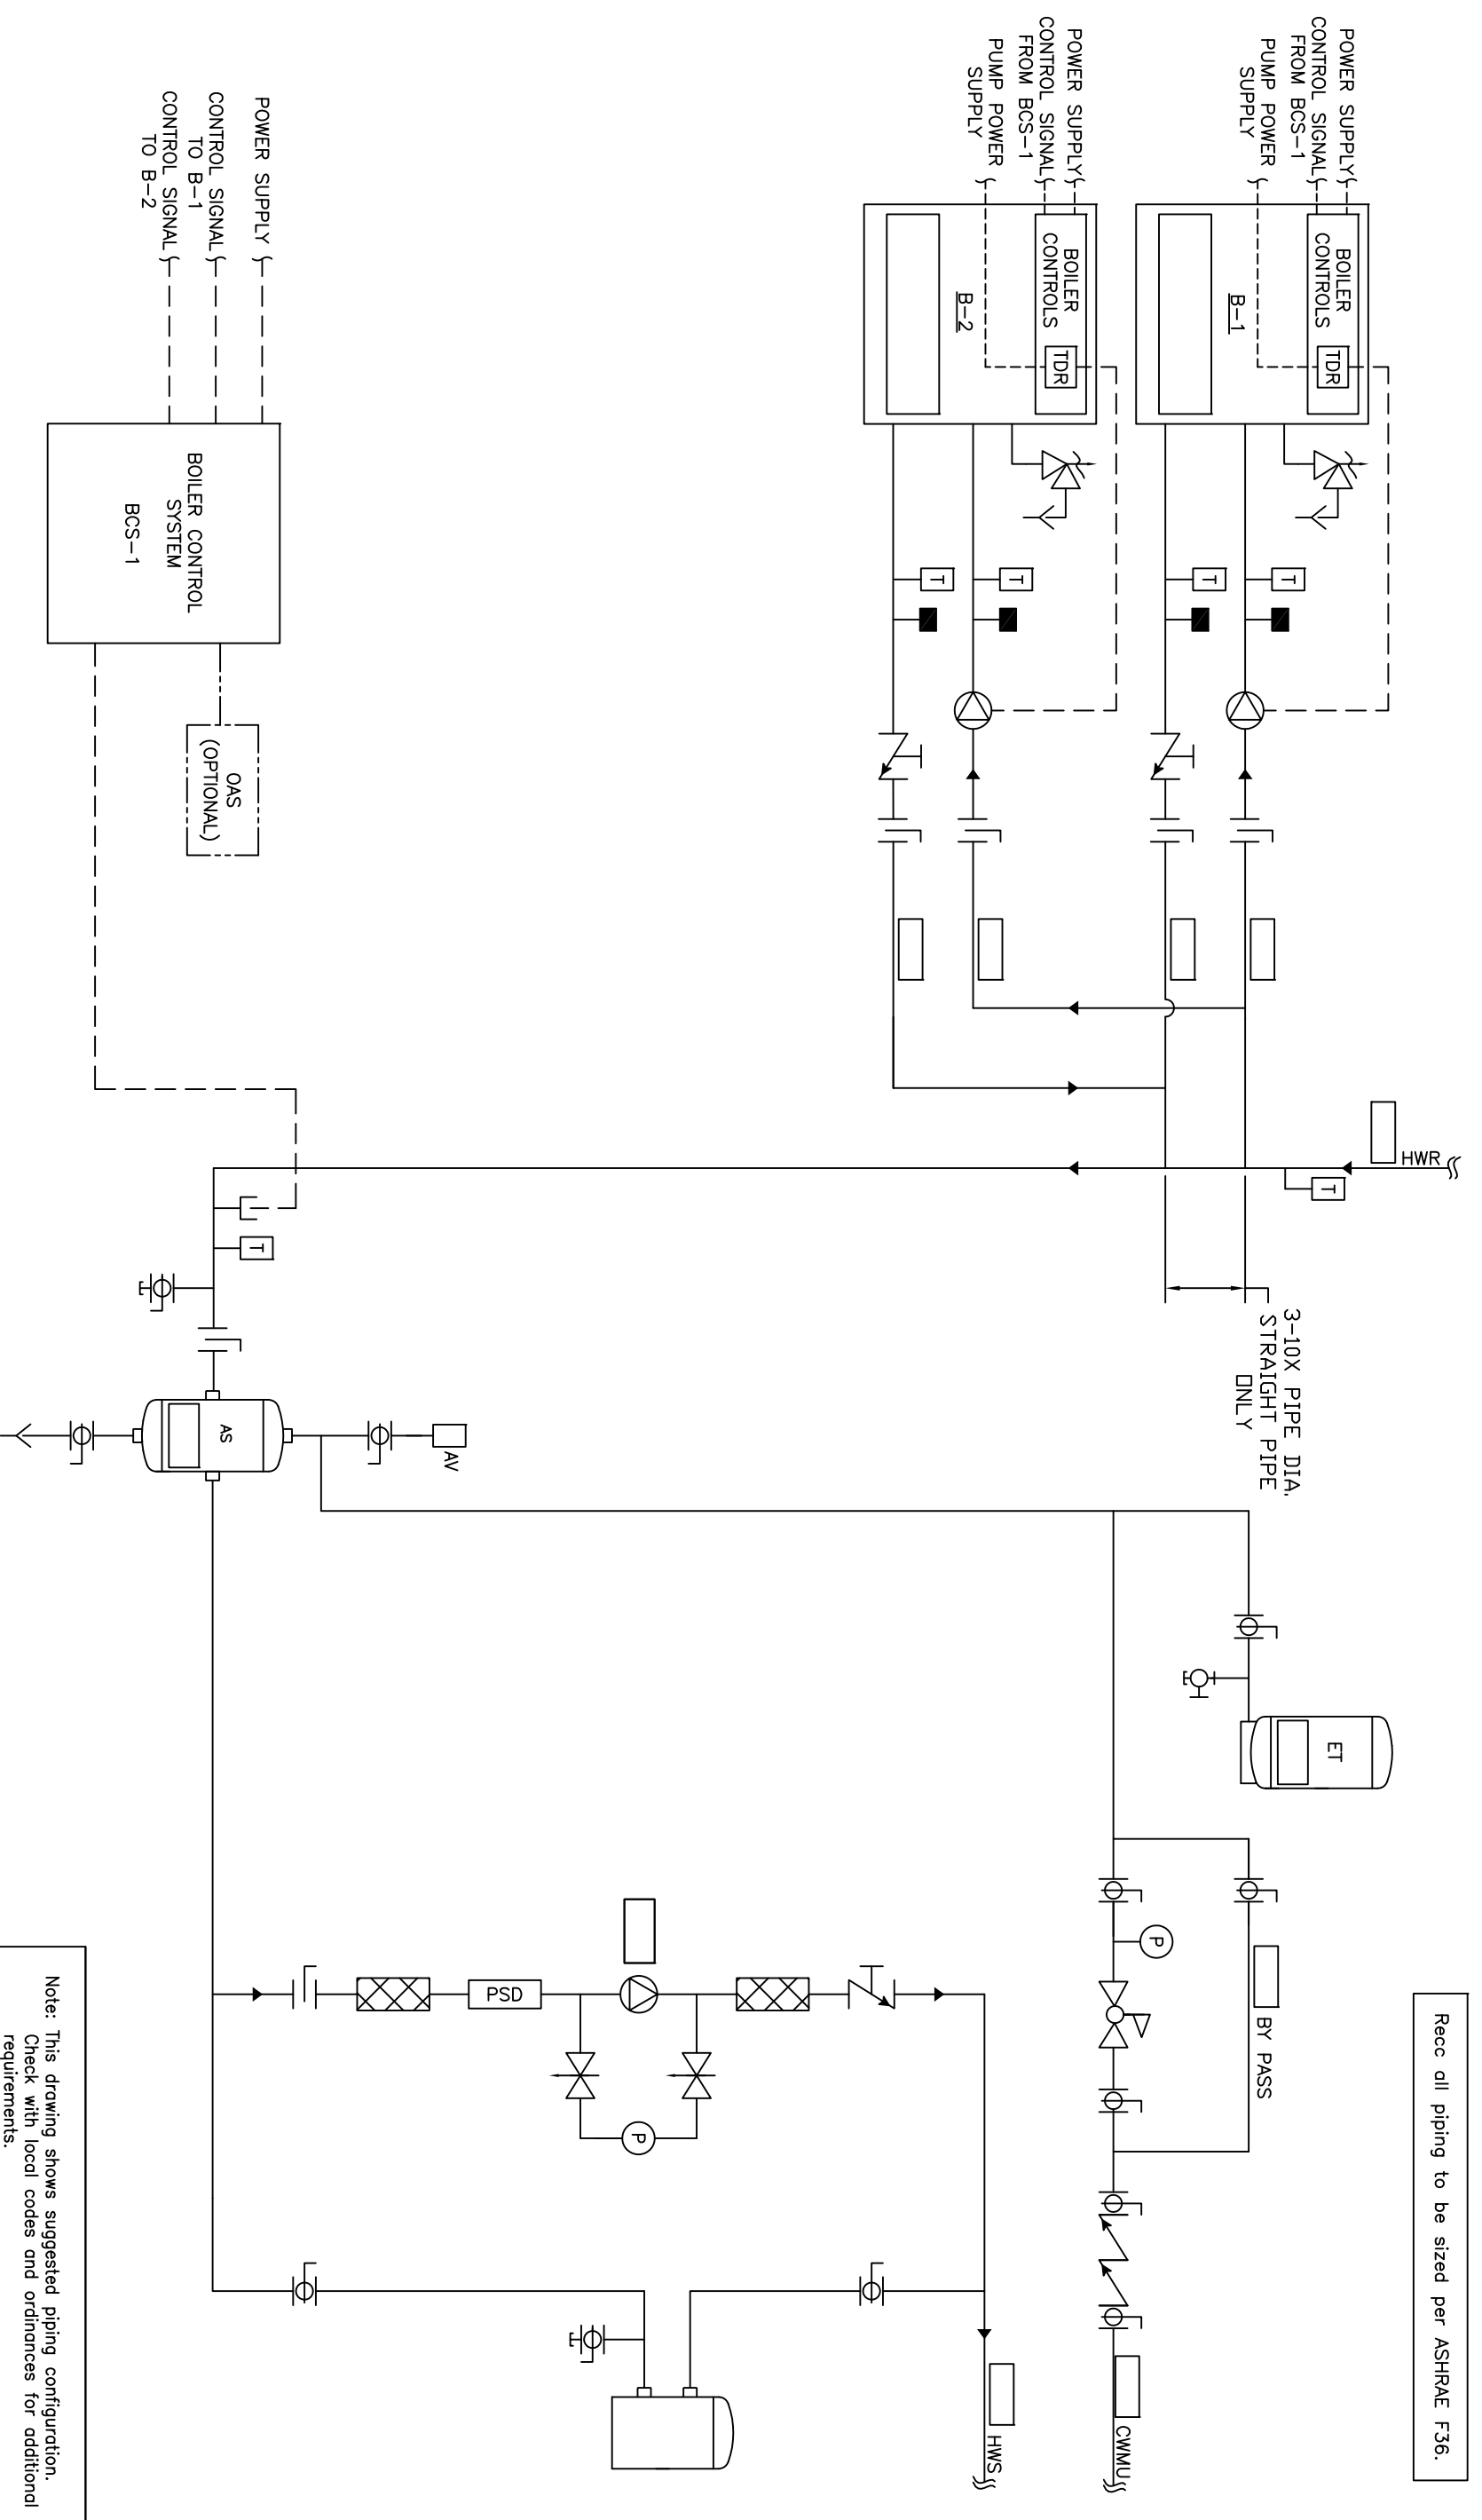 POWER SUPPLY
CONTROL SIGNAL
FROM BCS-1
PUMP POWER
SUPPLY
BOILER
CONTROLS
TDR
B-1
T
T
POWER SUPPLY
CONTROL SIGNAL
FROM BCS-1
PUMP POWER
SUPPLY
BOILER
CONTROLS
TDR
B-2
T
T
POWER SUPPLY
CONTROL SIGNAL
TO B-1
CONTROL SIGNAL
TO B-2
BOILER CONTROL
SYSTEM
BCS-1
OAS
(OPTIONAL)
HWR
T
T
3-10X PIPE DIA.
STRAIGHT PIPE
ONLY
AS
AV
ET
P
BY PASS
PSD
P
CWMU
HWS
Recc all piping to be sized per ASHRAE F36.
Note: This drawing shows suggested piping configuration.
Check with local codes and ordinances for additional
requirements.